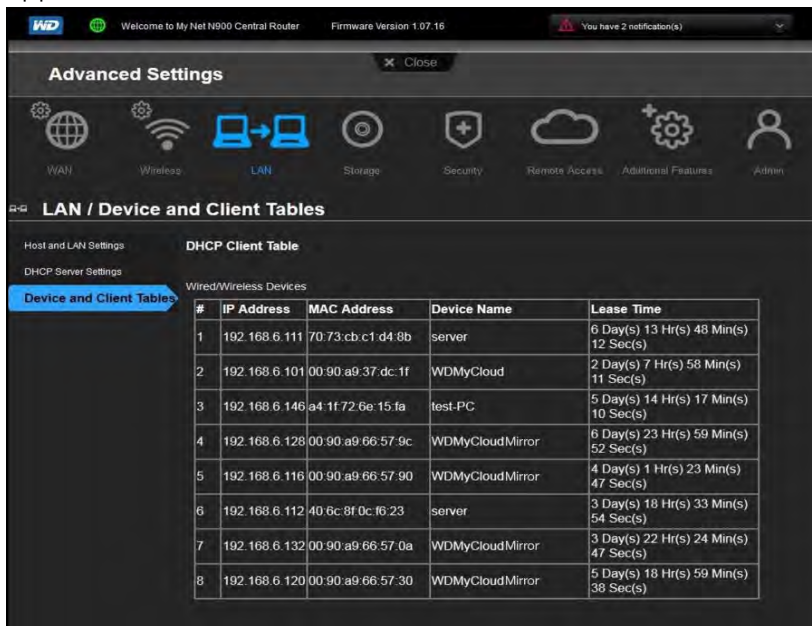 WD Welcome to My Net N900 Central Router Firmware Version 1.07.16 You have 2 notification(s)
Advanced Settings
× Close
WAN Wireless LAN Storage Security Remote Access Additional Features Admin
LAN / Device and Client Tables
Host and LAN Settings
DHCP Server Settings
Device and Client Tables
DHCP Client Table
Wired/Wireless Devices
# IP Address MAC Address Device Name Lease Time
1 192.168.6.111 70:73:cb:c1:d4:8b server 6 Day(s) 13 Hr(s) 48 Min(s)
12 Sec(s)
2 192.168.6.101 00:90:a9:37:dc:1f WDMyCloud 2 Day(s) 7 Hr(s) 58 Min(s)
11 Sec(s)
3 192.168.6.146 a4:1f:72:6e:15:fa test-PC 5 Day(s) 14 Hr(s) 17 Min(s)
10 Sec(s)
4 192.168.6.128 00:90:a9:66:57:9c WDMyCloudMirror 6 Day(s) 23 Hr(s) 59 Min(s)
52 Sec(s)
5 192.168.6.116 00:90:a9:66:57:90 WDMyCloudMirror 4 Day(s) 1 Hr(s) 23 Min(s)
47 Sec(s)
6 192.168.6.112 40:6c:8f:0c:f6:23 server 3 Day(s) 18 Hr(s) 33 Min(s)
54 Sec(s)
7 192.168.6.132 00:90:a9:66:57:0a WDMyCloudMirror 3 Day(s) 22 Hr(s) 24 Min(s)
47 Sec(s)
8 192.168.6.120 00:90:a9:66:57:30 WDMyCloudMirror 5 Day(s) 18 Hr(s) 59 Min(s)
38 Sec(s)